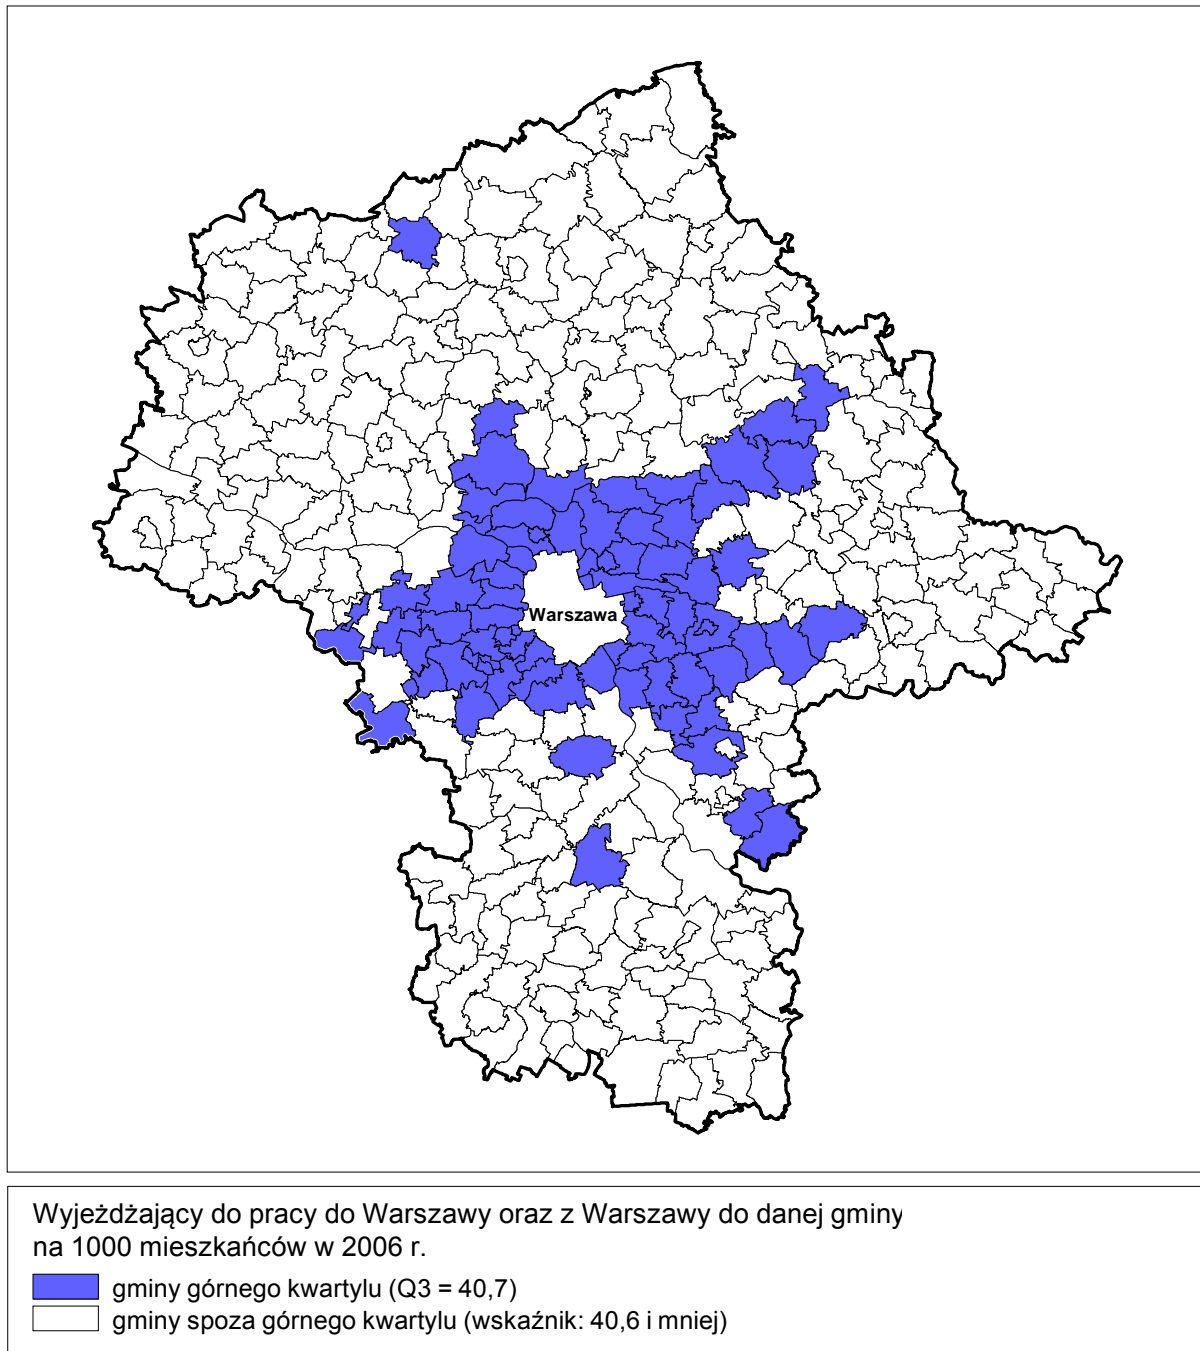 Warszawa
Wyjeżdżający do pracy do Warszawy oraz z Warszawy do danej gminy
na 1000 mieszkańców w 2006 r.
gminy górnego kwartylu (Q3 = 40,7)
gminy spoza górnego kwartylu (wskaźnik: 40,6 i mniej)